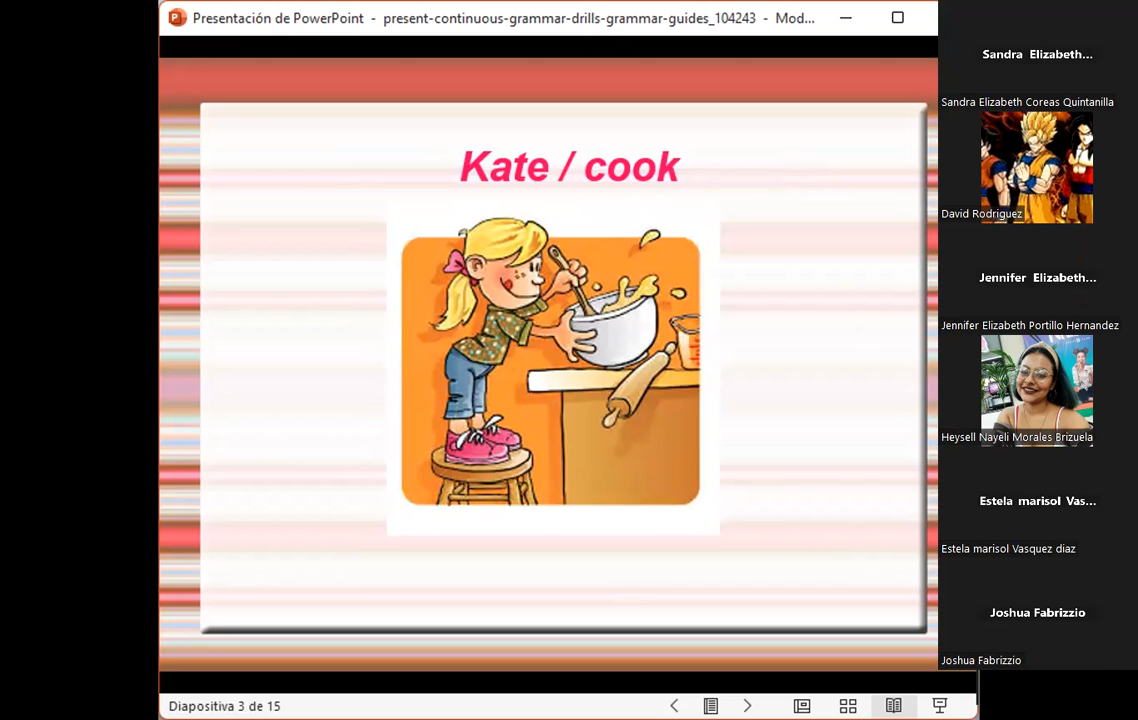 Presentación de PowerPoint - present-continuous-grammar-drills-grammar-guides_104243 - Mod...
Kate / cook
Diapositiva 3 de 15
Sandra Elizabeth...
Sandra Elizabeth Coreas Quintanilla
David Rodriguez
Jennifer Elizabeth...
Jennifer Elizabeth Portillo Hernandez
Heysell Nayeli Morales Brizuela
Estela marisol Vas...
Estela marisol Vasquez diaz
Joshua Fabrizzio
Joshua Fabrizzio